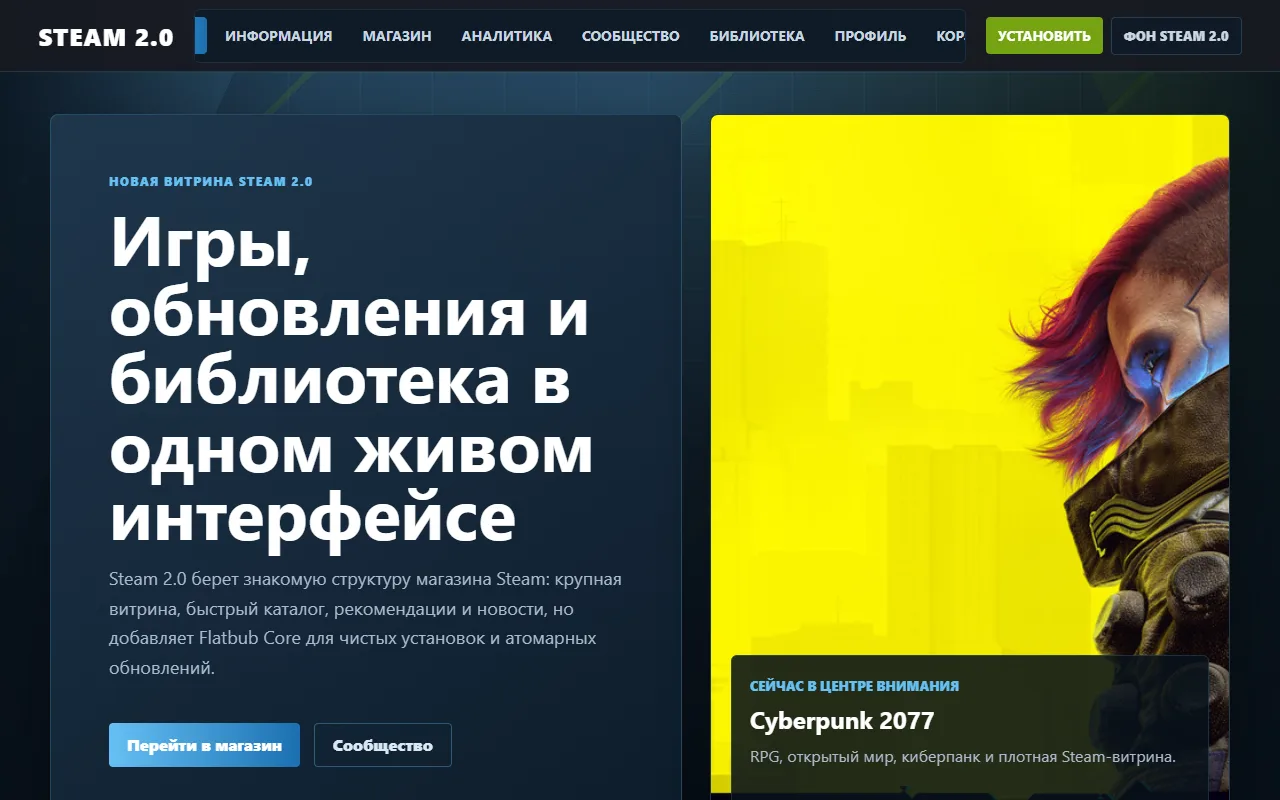 STEAM 2.0
ИНФОРМАЦИЯ МАГАЗИН АНАЛИТИКА СООБЩЕСТВО БИБЛИОТЕКА ПРОФИЛЬ КОР
УСТАНОВИТЬ
ФОН STEAM 2.0
НОВАЯ ВИТРИНА STEAM 2.0
Игры,
обновления и
библиотека в
одном живом
интерфейсе
Steam 2.0 берет знакомую структуру магазина Steam: крупная
витрина, быстрый каталог, рекомендации и новости, но
добавляет Flatbub Core для чистых установок и атомарных
обновлений.
Перейти в магазин
Сообщество
СЕЙЧАС В ЦЕНТРЕ ВНИМАНИЯ
Cyberpunk 2077
RPG, открытый мир, киберпанк и плотная Steam-витрина.